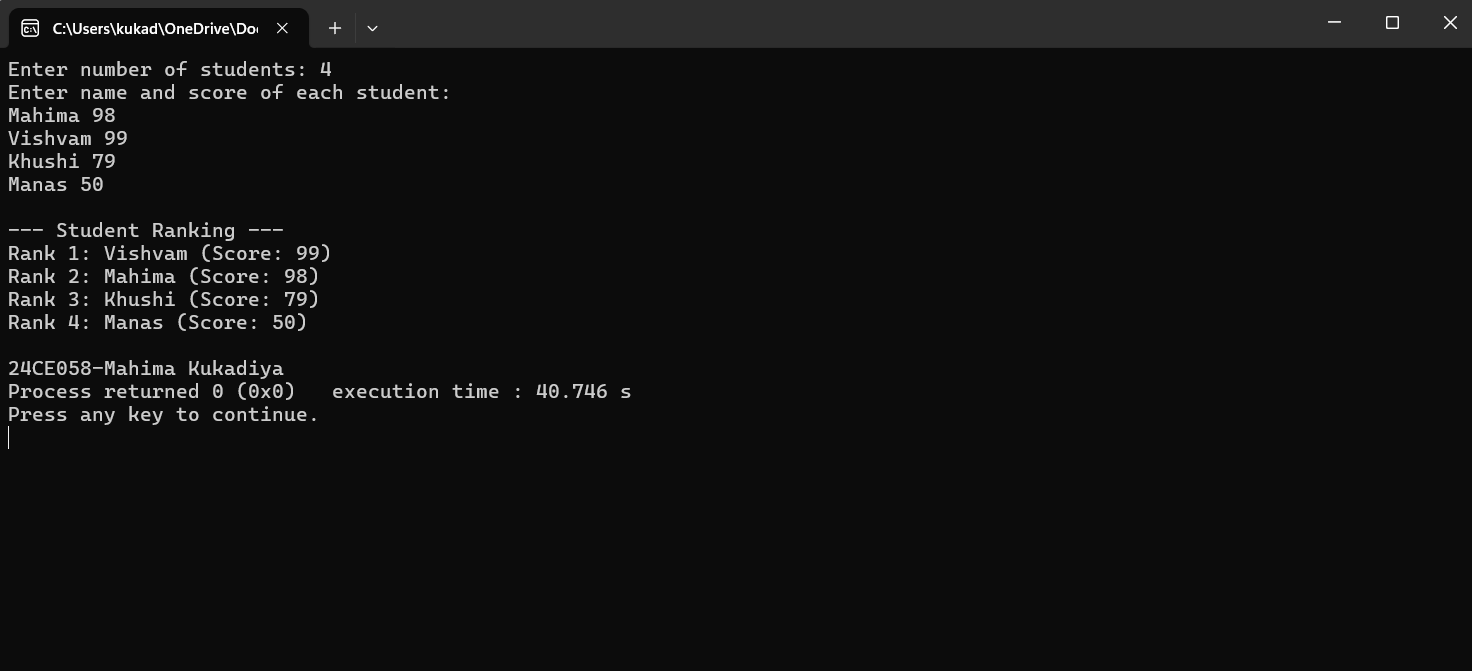 C:\Users\kukad\OneDrive\Do
Enter number of students: 4
Enter name and score of each student:
Mahima 98
Vishvam 99
Khushi 79
Manas 50
--- Student Ranking ---
Rank 1: Vishvam (Score: 99)
Rank 2: Mahima (Score: 98)
Rank 3: Khushi (Score: 79)
Rank 4: Manas (Score: 50)
24CE058-Mahima Kukadiya
Process returned 0 (0x0)   execution time : 40.746 s
Press any key to continue.